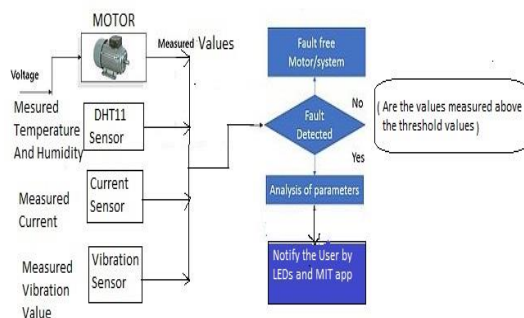 MOTOR
Measured Values
Voltage
Mesured
Temperature
And Humidity
DHT11
Sensor
Measured
Current
Current
Sensor
Measured
Vibration
Value
Vibration
Sensor
Fault free
Motor/system
No
Fault
Detected
Yes
( Are the values measured above
the threshold values )
Analysis of parameters
Notify the User by
LEDs and MIT app